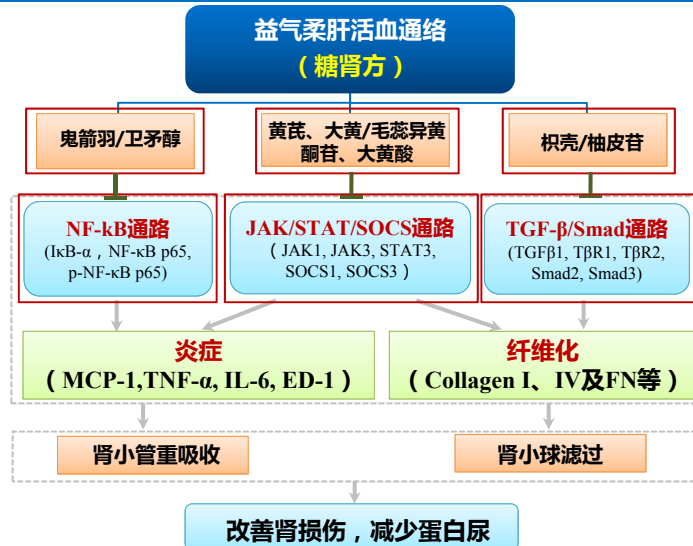 益气柔肝活血通络
（糖肾方）
鬼箭羽/卫矛醇
黄芪、大黄/毛蕊异黄
酮苷、大黄酸
枳壳/柚皮苷
NF-kB通路
(IκB-α，NF-κB p65,
p-NF-κB p65)
JAK/STAT/SOCS通路
（JAK1, JAK3, STAT3,
SOCS1, SOCS3）
TGF-β/Smad通路
(TGFβ1, TβR1, TβR2,
Smad2, Smad3)
炎症
（MCP-1,TNF-α, IL-6, ED-1）
纤维化
（Collagen I、IV及FN等）
肾小管重吸收
肾小球滤过
改善肾损伤，减少蛋白尿